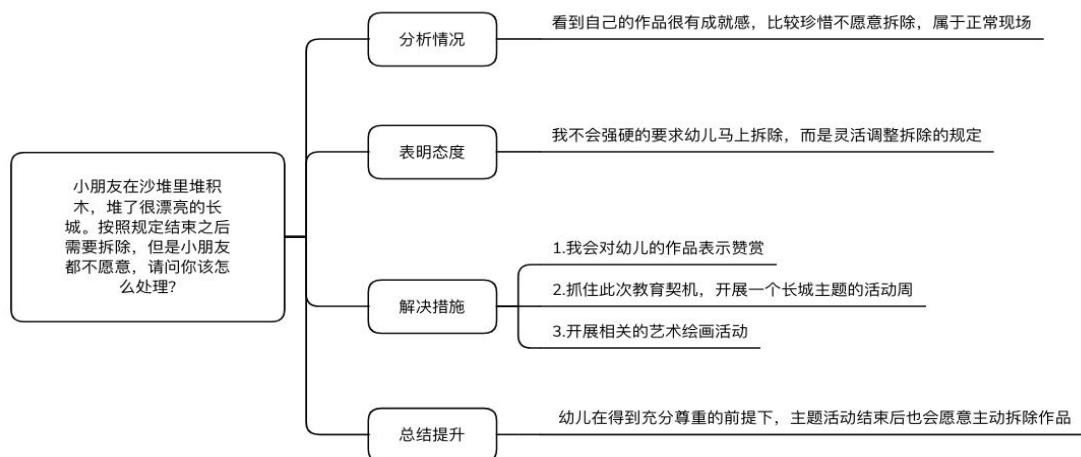 小朋友在沙堆里堆积
木，堆了很漂亮的长
城。按照规定结束之后
需要拆除，但是小朋友
都不愿意，请问你该怎
么处理？
分析情况
看到自己的作品很有成就感，比较珍惜不愿意拆除，属于正常现场
表明态度
我不会强硬的要求幼儿马上拆除，而是灵活调整拆除的规定
解决措施
1.我会对幼儿的作品表示赞赏
2.抓住此次教育契机，开展一个长城主题的活动周
3.开展相关的艺术绘画活动
总结提升
幼儿在得到充分尊重的前提下，主题活动结束后也会愿意主动拆除作品